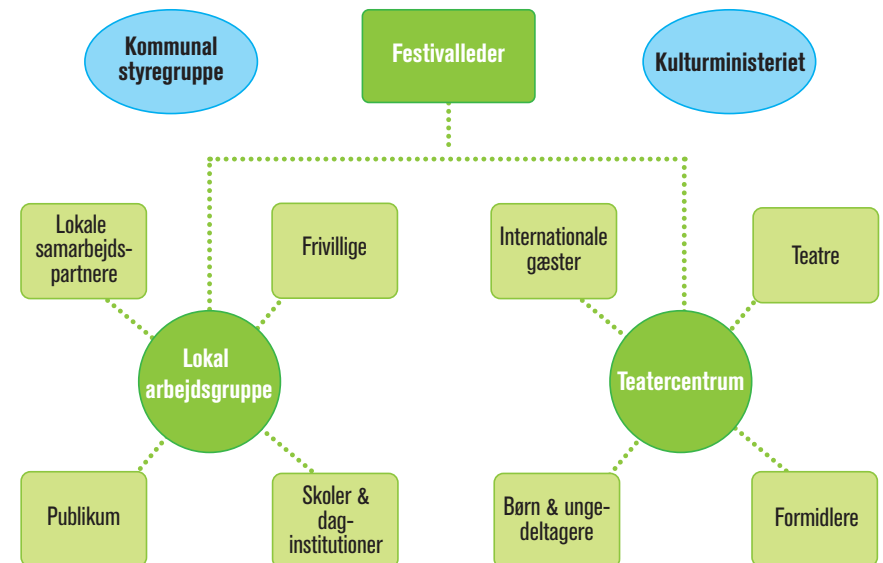 Kommunal
styregruppe
Festivalleder
Kulturministeriet
Lokale
samarbejds-
partnere
Frivillige
Internationale
gæster
Teatre
Lokal
arbejdsgruppe
Teatercentrum
Publikum
Skoler &
dag-
institutioner
Børn & unge-
deltagere
Formidlere